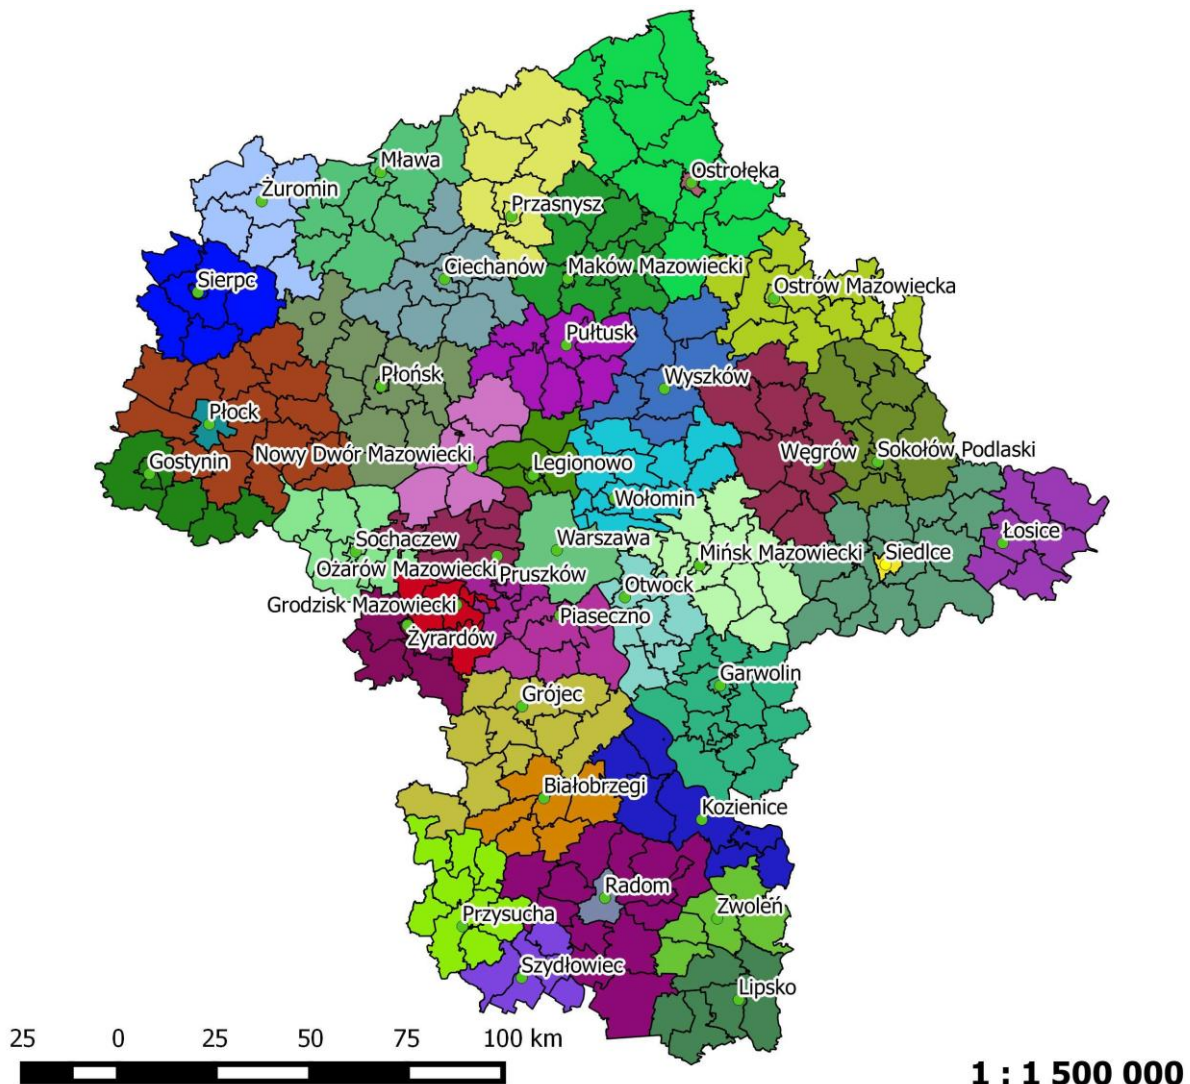 Mława
Ostrołęka
Żuromin
Przasnysz
Ciechanów
Maków Mazowiecki
Sierpc
Ostrów Mazowiecka
Pułtusk
Płońsk
Wyszków
Płock
Nowy Dwór Mazowiecki
Gostynin
Legionowo
Węgrów
Sokołów Podlaski
Wołomin
Sochaczew
Warszawa
Mińsk Mazowiecki
Siedlce
Łosice
Ożarów Mazowiecki
Pruszków
Otwock
Grodzisk Mazowiecki
Piaseczno
Żyrardów
Garwolin
Grójec
Białobrzegi
Kozienice
Radom
Zwoleń
Przysucha
Szydłowiec
Lipsko
25 0 25 50 75 100 km
1 : 1 500 000